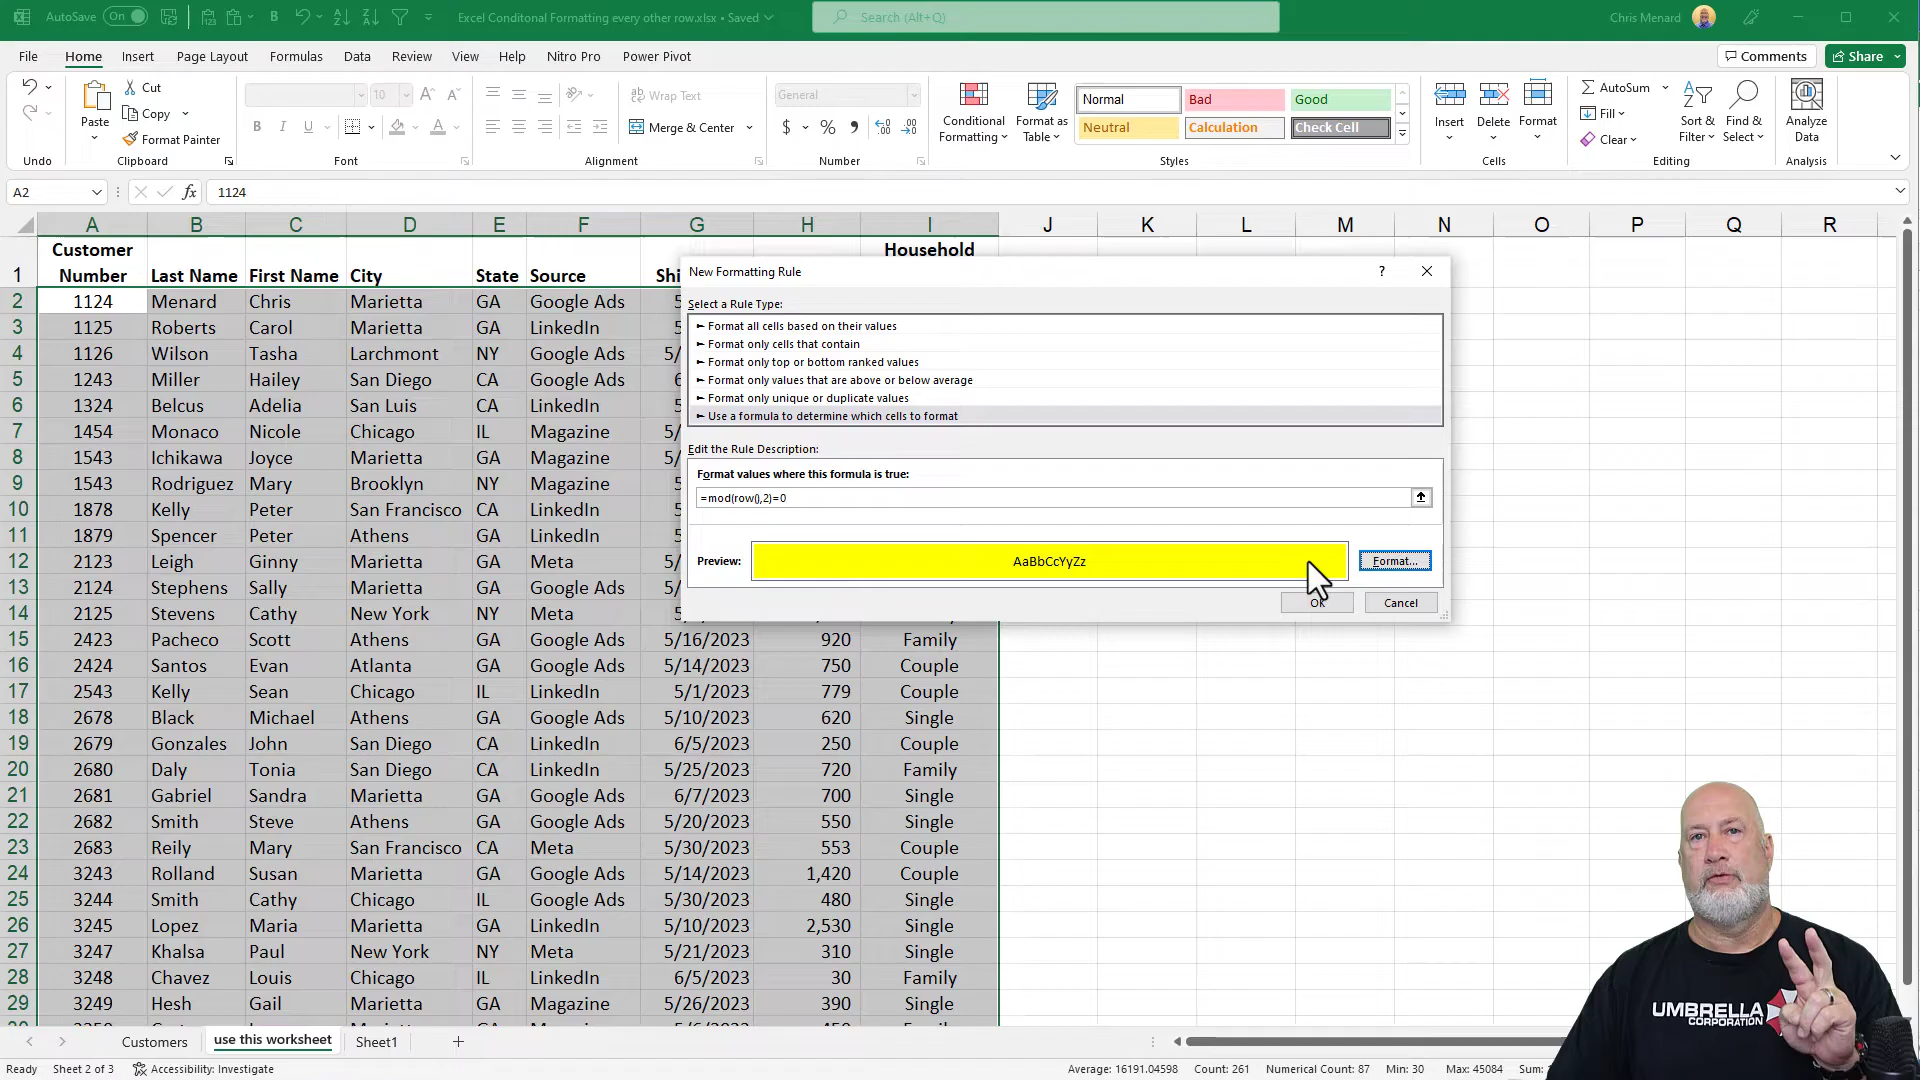 AutoSave On Excel Conditonal Formatting every other row.xlsx • Saved Search (Alt+Q) Chris Menard
File Home Insert Page Layout Formulas Data Review View Help Nitro Pro Power Pivot Comments Share
Cut
Copy
Format Painter
Paste
10
Wrap Text
Merge & Center
General
Conditional Formatting
Format as Table
Normal Bad Good
Neutral Calculation Check Cell
Insert Delete Format
AutoSum
Fill
Clear
Sort & Filter
Find & Select
Analyze Data
Undo Clipboard Font Alignment Number Styles Cells Editing Analysis
A2 fx 1124
A B C D E F G H I J K L M N O P Q R
1 Customer Number Last Name First Name City State Source Shi Household
2 1124 Menard Chris Marietta GA Google Ads 5
3 1125 Roberts Carol Marietta GA LinkedIn 5
4 1126 Wilson Tasha Larchmont NY Google Ads 5/
5 1243 Miller Hailey San Diego CA Google Ads 6
6 1324 Belcus Adelia San Luis CA LinkedIn 5
7 1454 Monaco Nicole Chicago IL Magazine 5/
8 1543 Ichikawa Joyce Marietta GA Magazine 5/
9 1543 Rodriguez Mary Brooklyn NY Magazine 5/
10 1878 Kelly Peter San Francisco CA LinkedIn 5
11 1879 Spencer Peter Athens GA LinkedIn 5
12 2123 Leigh Ginny Marietta GA Meta 5/
13 2124 Stephens Sally Marietta GA Google Ads 5/
14 2125 Stevens Cathy New York NY Meta 5/
15 2423 Pacheco Scott Athens GA Google Ads 5/16/2023 920 Family
16 2424 Santos Evan Atlanta GA Google Ads 5/14/2023 750 Couple
17 2543 Kelly Sean Chicago IL LinkedIn 5/1/2023 779 Couple
18 2678 Black Michael Athens GA Google Ads 5/10/2023 620 Single
19 2679 Gonzales John San Diego CA LinkedIn 6/5/2023 250 Couple
20 2680 Daly Tonia San Diego CA LinkedIn 5/25/2023 720 Family
21 2681 Gabriel Sandra Marietta GA Google Ads 6/7/2023 700 Single
22 2682 Smith Steve Athens GA Google Ads 5/20/2023 550 Single
23 2683 Reily Mary San Francisco CA Meta 5/30/2023 553 Couple
24 3243 Rolland Susan Marietta GA Google Ads 5/14/2023 1,420 Couple
25 3244 Smith Cathy Chicago IL Google Ads 5/30/2023 480 Single
26 3245 Lopez Maria Marietta GA LinkedIn 5/10/2023 2,530 Single
27 3247 Khalsa Paul New York NY Meta 5/21/2023 310 Single
28 3248 Chavez Louis Chicago IL LinkedIn 6/5/2023 30 Family
29 3249 Hesh Gail Marietta GA Magazine 5/26/2023 390 Single
New Formatting Rule ?
Select a Rule Type:
► Format all cells based on their values
► Format only cells that contain
► Format only top or bottom ranked values
► Format only values that are above or below average
► Format only unique or duplicate values
► Use a formula to determine which cells to format
Edit the Rule Description:
Format values where this formula is true:
=mod(row(),2)=0
Preview: AaBbCcYyZz Format...
OK Cancel
UMBRELLA
CORPORATION
Customers use this worksheet Sheet1
Ready Sheet 2 of 3 Accessibility: Investigate Average: 16191.04598 Count: 261 Numerical Count: 87 Min: 30 Max: 45084